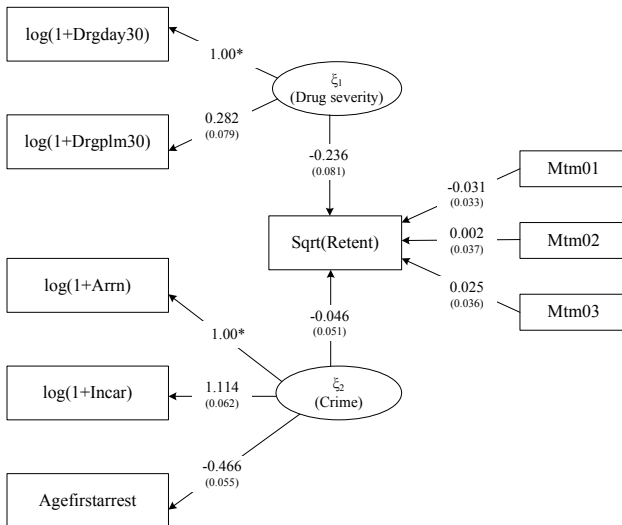 log(1+Drgday30)
1.00*
ξ1
(Drug severity)
log(1+Drgplm30)
0.282
(0.079)
-0.236
(0.081)
Mtm01
-0.031
(0.033)
Sqrt(Retent)
0.002
(0.037)
Mtm02
log(1+Arrn)
0.025
(0.036)
Mtm03
-0.046
(0.051)
1.00*
log(1+Incar)
1.114
(0.062)
ξ2
(Crime)
-0.466
(0.055)
Agefirstarrest